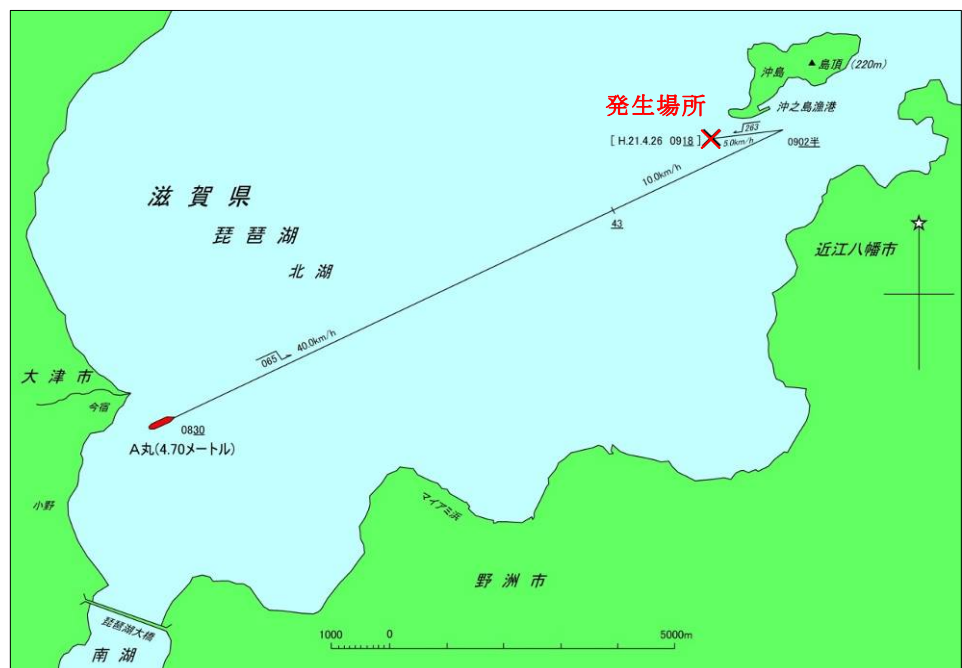 沖島
▲島頂 (220m)
発生場所
沖之島漁港
[ H.21.4.26 0918 ]
263
5.0km/h
0902半
10.0km/h
滋賀県
43
琵琶湖
近江八幡市
北湖
065
40.0km/h
大津市
今宿
0830
A丸(4.70メートル)
小野
マイアミ浜
野洲市
琵琶湖大橋
南湖
1000 0 5000m